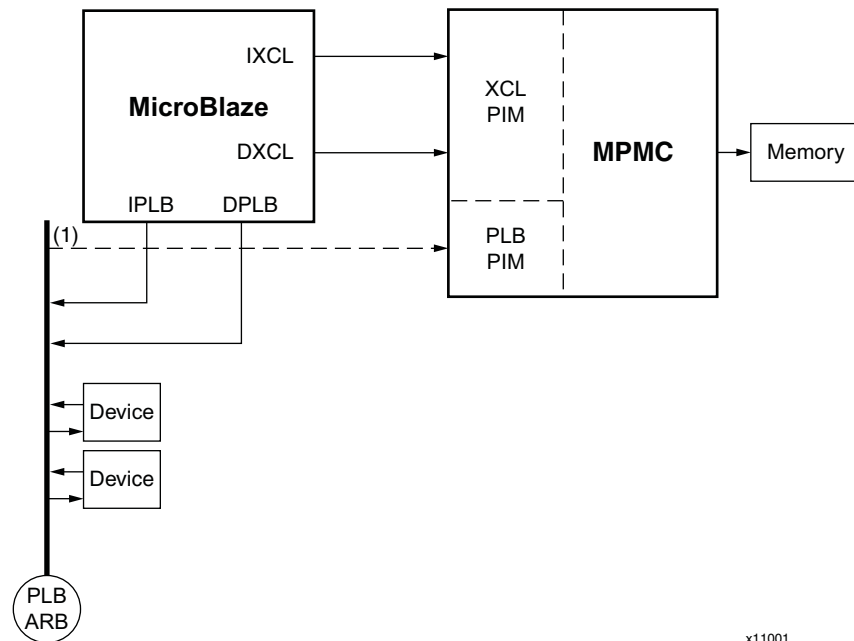 IXCL
MicroBlaze
DXCL
IPLB DPLB
XCL
PIM
MPMC
Memory
(1)
PLB
PIM
Device
Device
PLB
ARB
x11001